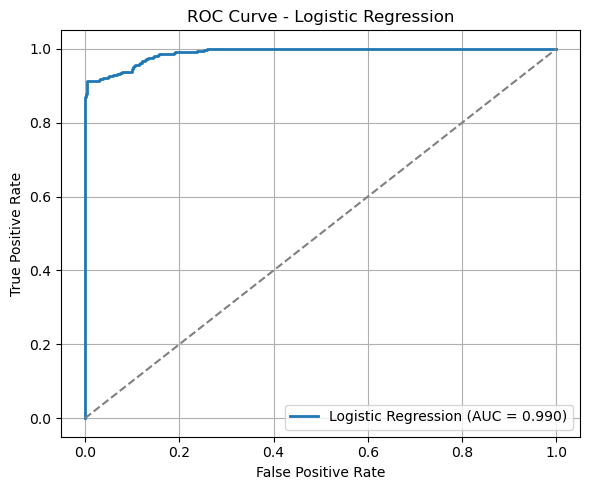 ROC Curve - Logistic Regression
1.0
0.8
0.6
0.4
0.2
0.0
True Positive Rate
Logistic Regression (AUC = 0.990)
0.0 0.2 0.4 0.6 0.8 1.0
False Positive Rate